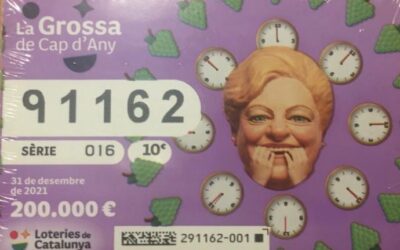 La Grossa
de Cap d'Any
91162
SÈRIE 016 10€
31 de desembre
de 2021
200.000 €
Loteries de
Catalunya
291162-001